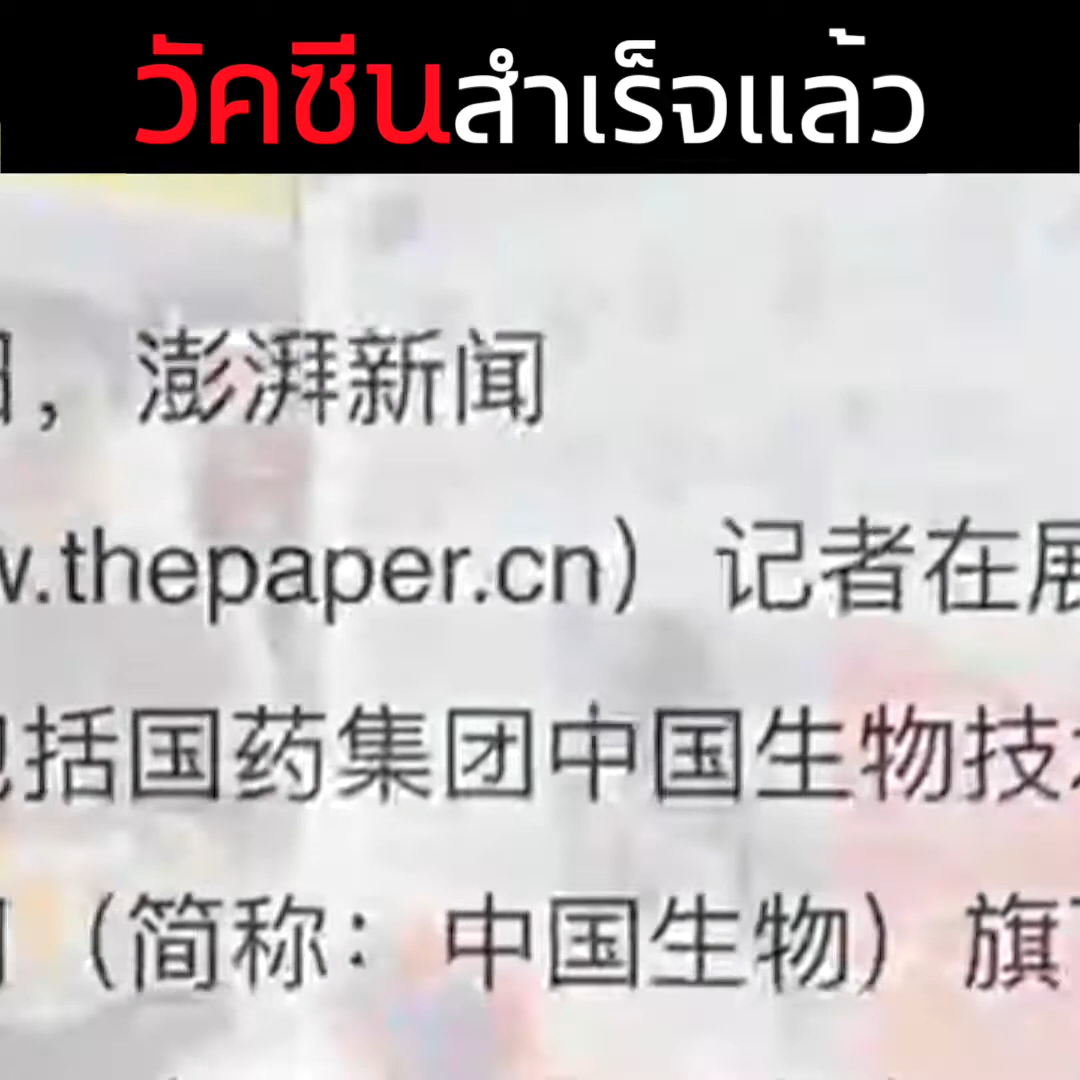 วัคซีนสำเร็จแล้ว
，澎湃新闻
.thepaper.cn）记者在展
括国药集团中国生物技
（简称：中国生物）旗